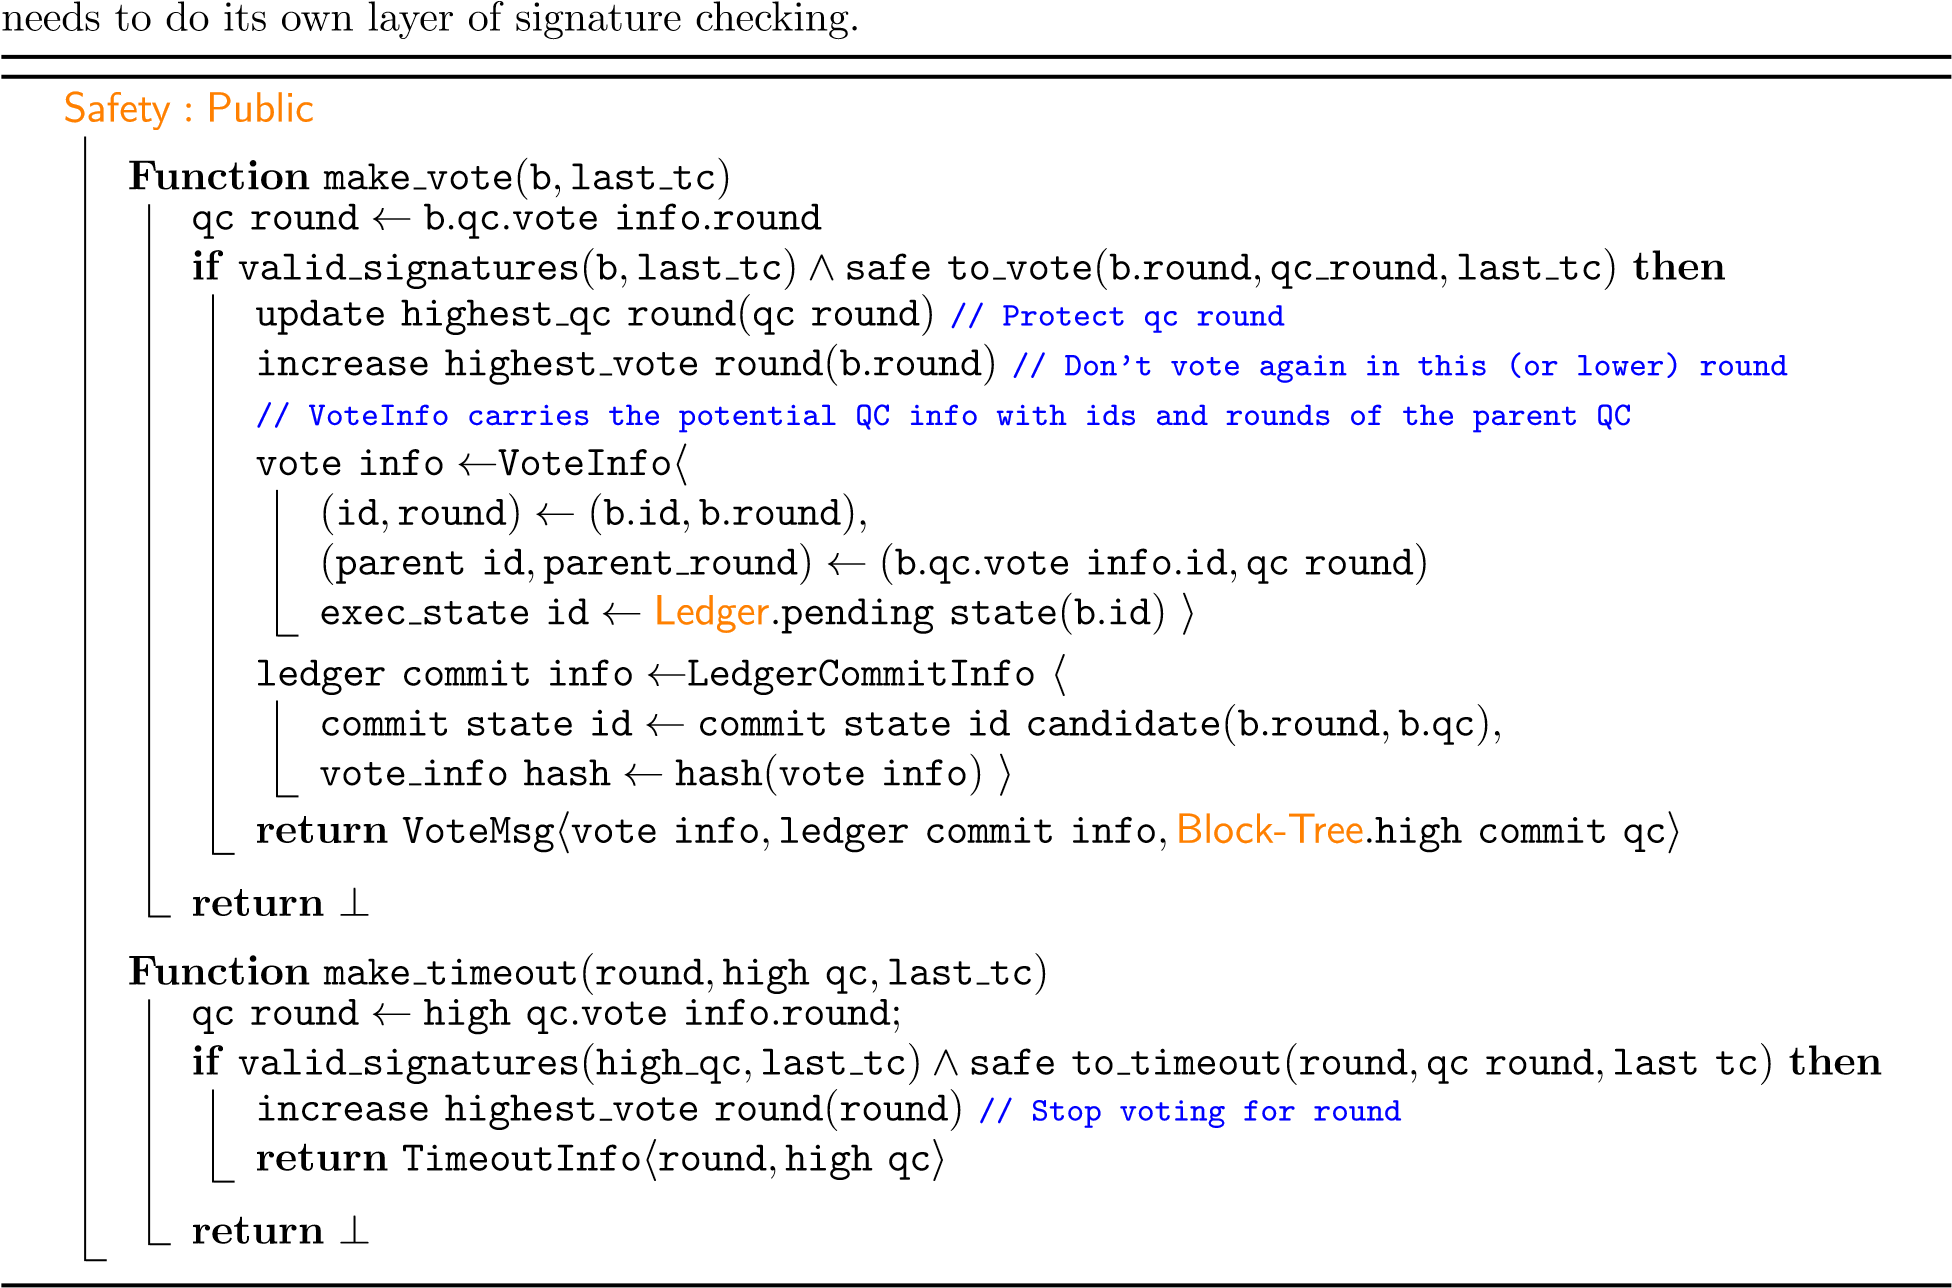 needs to do its own layer of signature checking.
Safety : Public
Function make_vote(b, last_tc)
qc round ← b.qc.vote info.round
if valid_signatures(b, last_tc) ∧ safe to_vote(b.round, qc_round, last_tc) then
update highest_qc round(qc round) // Protect qc round
increase highest_vote round(b.round) // Don't vote again in this (or lower) round
// VoteInfo carries the potential QC info with ids and rounds of the parent QC
vote info ←VoteInfo⟨
(id, round) ← (b.id, b.round),
(parent id, parent_round) ← (b.qc.vote info.id, qc round)
exec_state id ← Ledger.pending state(b.id) ⟩
ledger commit info ←LedgerCommitInfo ⟨
commit state id ← commit state id candidate(b.round, b.qc),
vote_info hash ← hash(vote info) ⟩
return VoteMsg⟨vote info, ledger commit info, Block-Tree.high commit qc⟩
return ⊥
Function make_timeout(round, high qc, last_tc)
qc round ← high qc.vote info.round;
if valid_signatures(high_qc, last_tc) ∧ safe to_timeout(round, qc round, last tc) then
increase highest_vote round(round) // Stop voting for round
return TimeoutInfo⟨round, high qc⟩
return ⊥